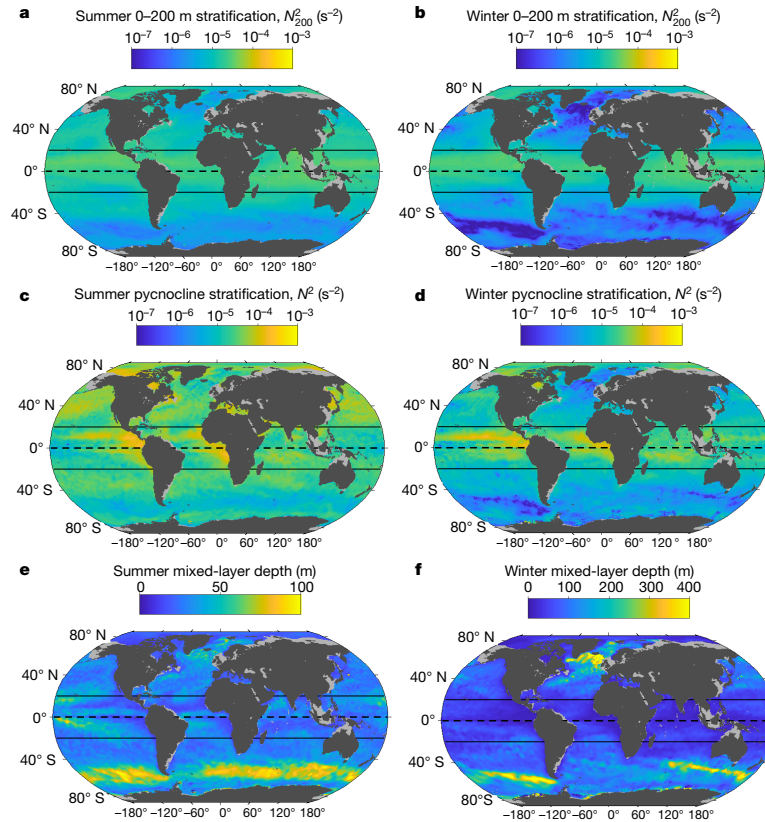 a Summer 0–200 m stratification, N²₂₀₀ (s⁻²)
10⁻⁷ 10⁻⁶ 10⁻⁵ 10⁻⁴ 10⁻³
80° N
40° N
0°
40° S
80° S
−180° −120° −60° 0° 60° 120° 180°
b Winter 0–200 m stratification, N²₂₀₀ (s⁻²)
10⁻⁷ 10⁻⁶ 10⁻⁵ 10⁻⁴ 10⁻³
80° N
40° N
0°
40° S
80° S
−180° −120° −60° 0° 60° 120° 180°
c Summer pycnocline stratification, N² (s⁻²)
10⁻⁷ 10⁻⁶ 10⁻⁵ 10⁻⁴ 10⁻³
80° N
40° N
0°
40° S
80° S
−180° −120° −60° 0° 60° 120° 180°
d Winter pycnocline stratification, N² (s⁻²)
10⁻⁷ 10⁻⁶ 10⁻⁵ 10⁻⁴ 10⁻³
80° N
40° N
0°
40° S
80° S
−180° −120° −60° 0° 60° 120° 180°
e Summer mixed-layer depth (m)
0 50 100
80° N
40° N
0°
40° S
80° S
−180° −120° −60° 0° 60° 120° 180°
f Winter mixed-layer depth (m)
0 100 200 300 400
80° N
40° N
0°
40° S
80° S
−180° −120° −60° 0° 60° 120° 180°